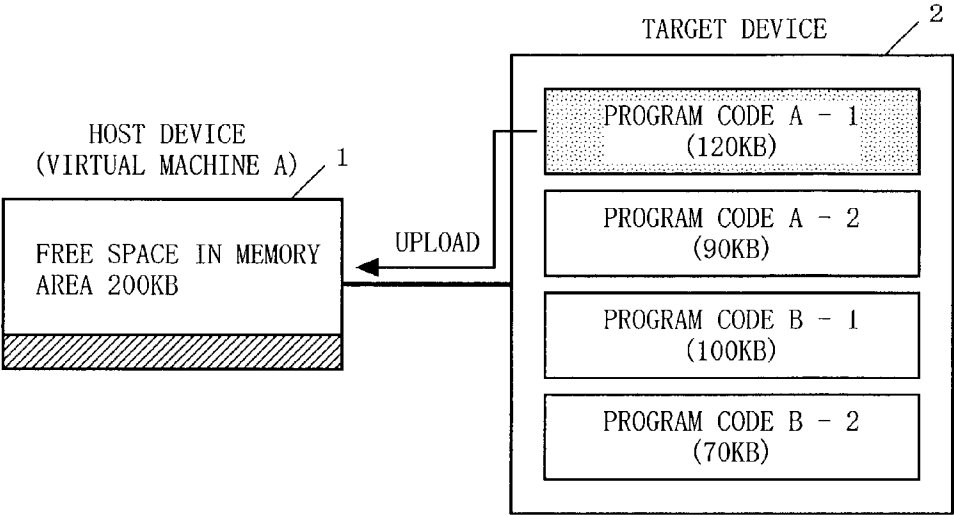 2
TARGET DEVICE
HOST DEVICE
(VIRTUAL MACHINE A)
1
FREE SPACE IN MEMORY
AREA 200KB
UPLOAD
PROGRAM CODE A - 1
(120KB)
PROGRAM CODE A - 2
(90KB)
PROGRAM CODE B - 1
(100KB)
PROGRAM CODE B - 2
(70KB)